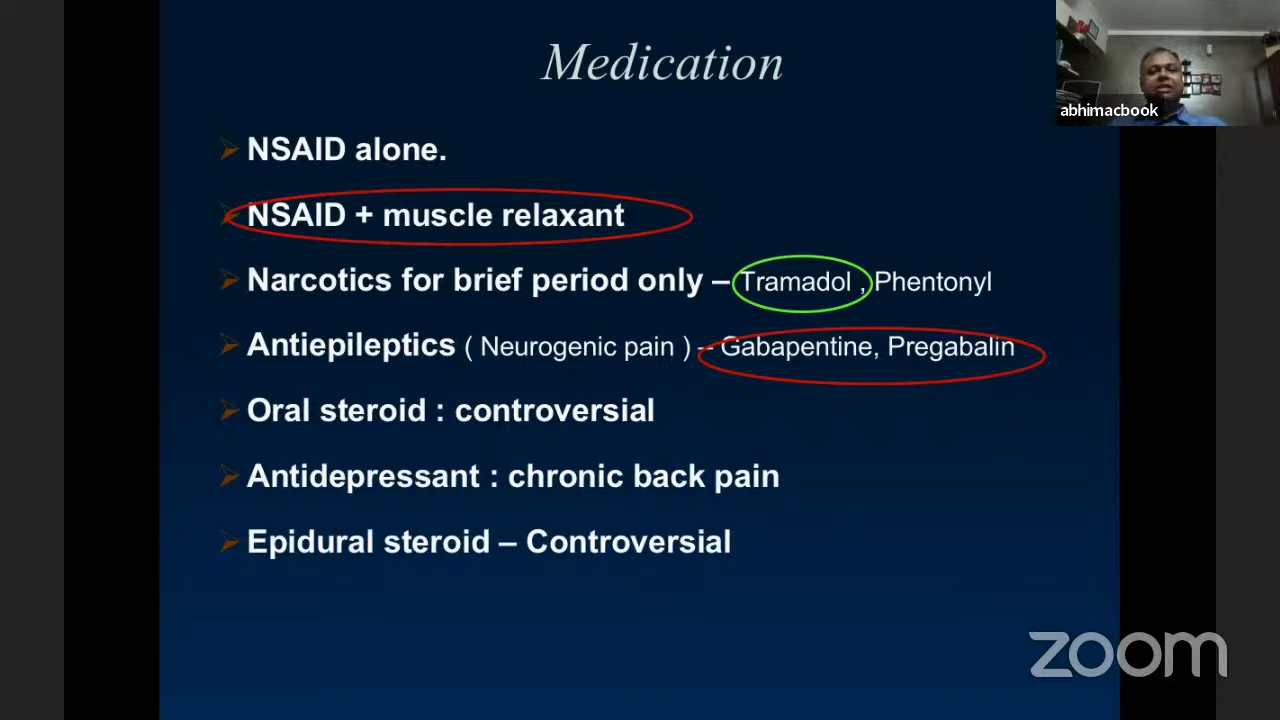 Medication
abhimacbook
NSAID alone.
NSAID + muscle relaxant
Narcotics for brief period only – Tramadol , Phentonyl
Antiepileptics ( Neurogenic pain ) – Gabapentine, Pregabalin
Oral steroid : controversial
Antidepressant : chronic back pain
Epidural steroid – Controversial
zoom